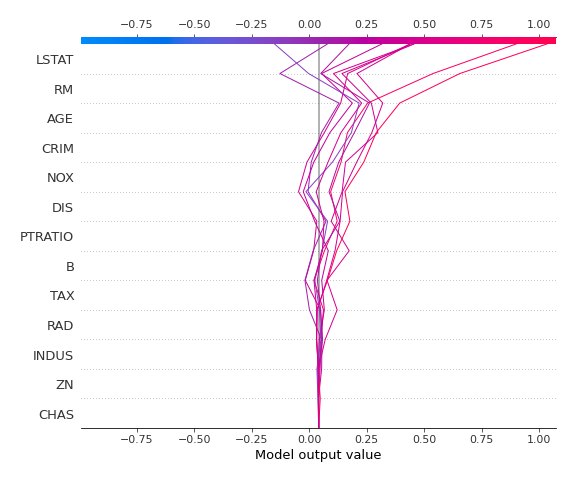 −0.75 −0.50 −0.25 0.00 0.25 0.50 0.75 1.00
LSTAT
RM
AGE
CRIM
NOX
DIS
PTRATIO
B
TAX
RAD
INDUS
ZN
CHAS
−0.75 −0.50 −0.25 0.00 0.25 0.50 0.75 1.00
Model output value